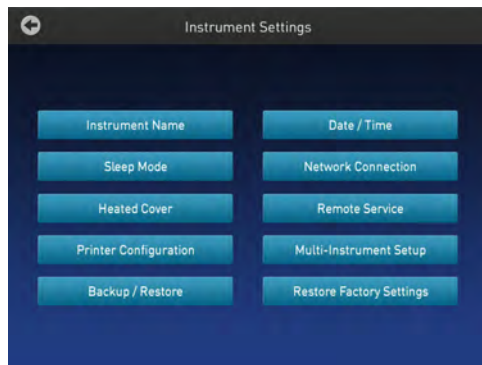 Instrument Settings
Instrument Name
Date / Time
Sleep Mode
Network Connection
Heated Cover
Remote Service
Printer Configuration
Multi-Instrument Setup
Backup / Restore
Restore Factory Settings